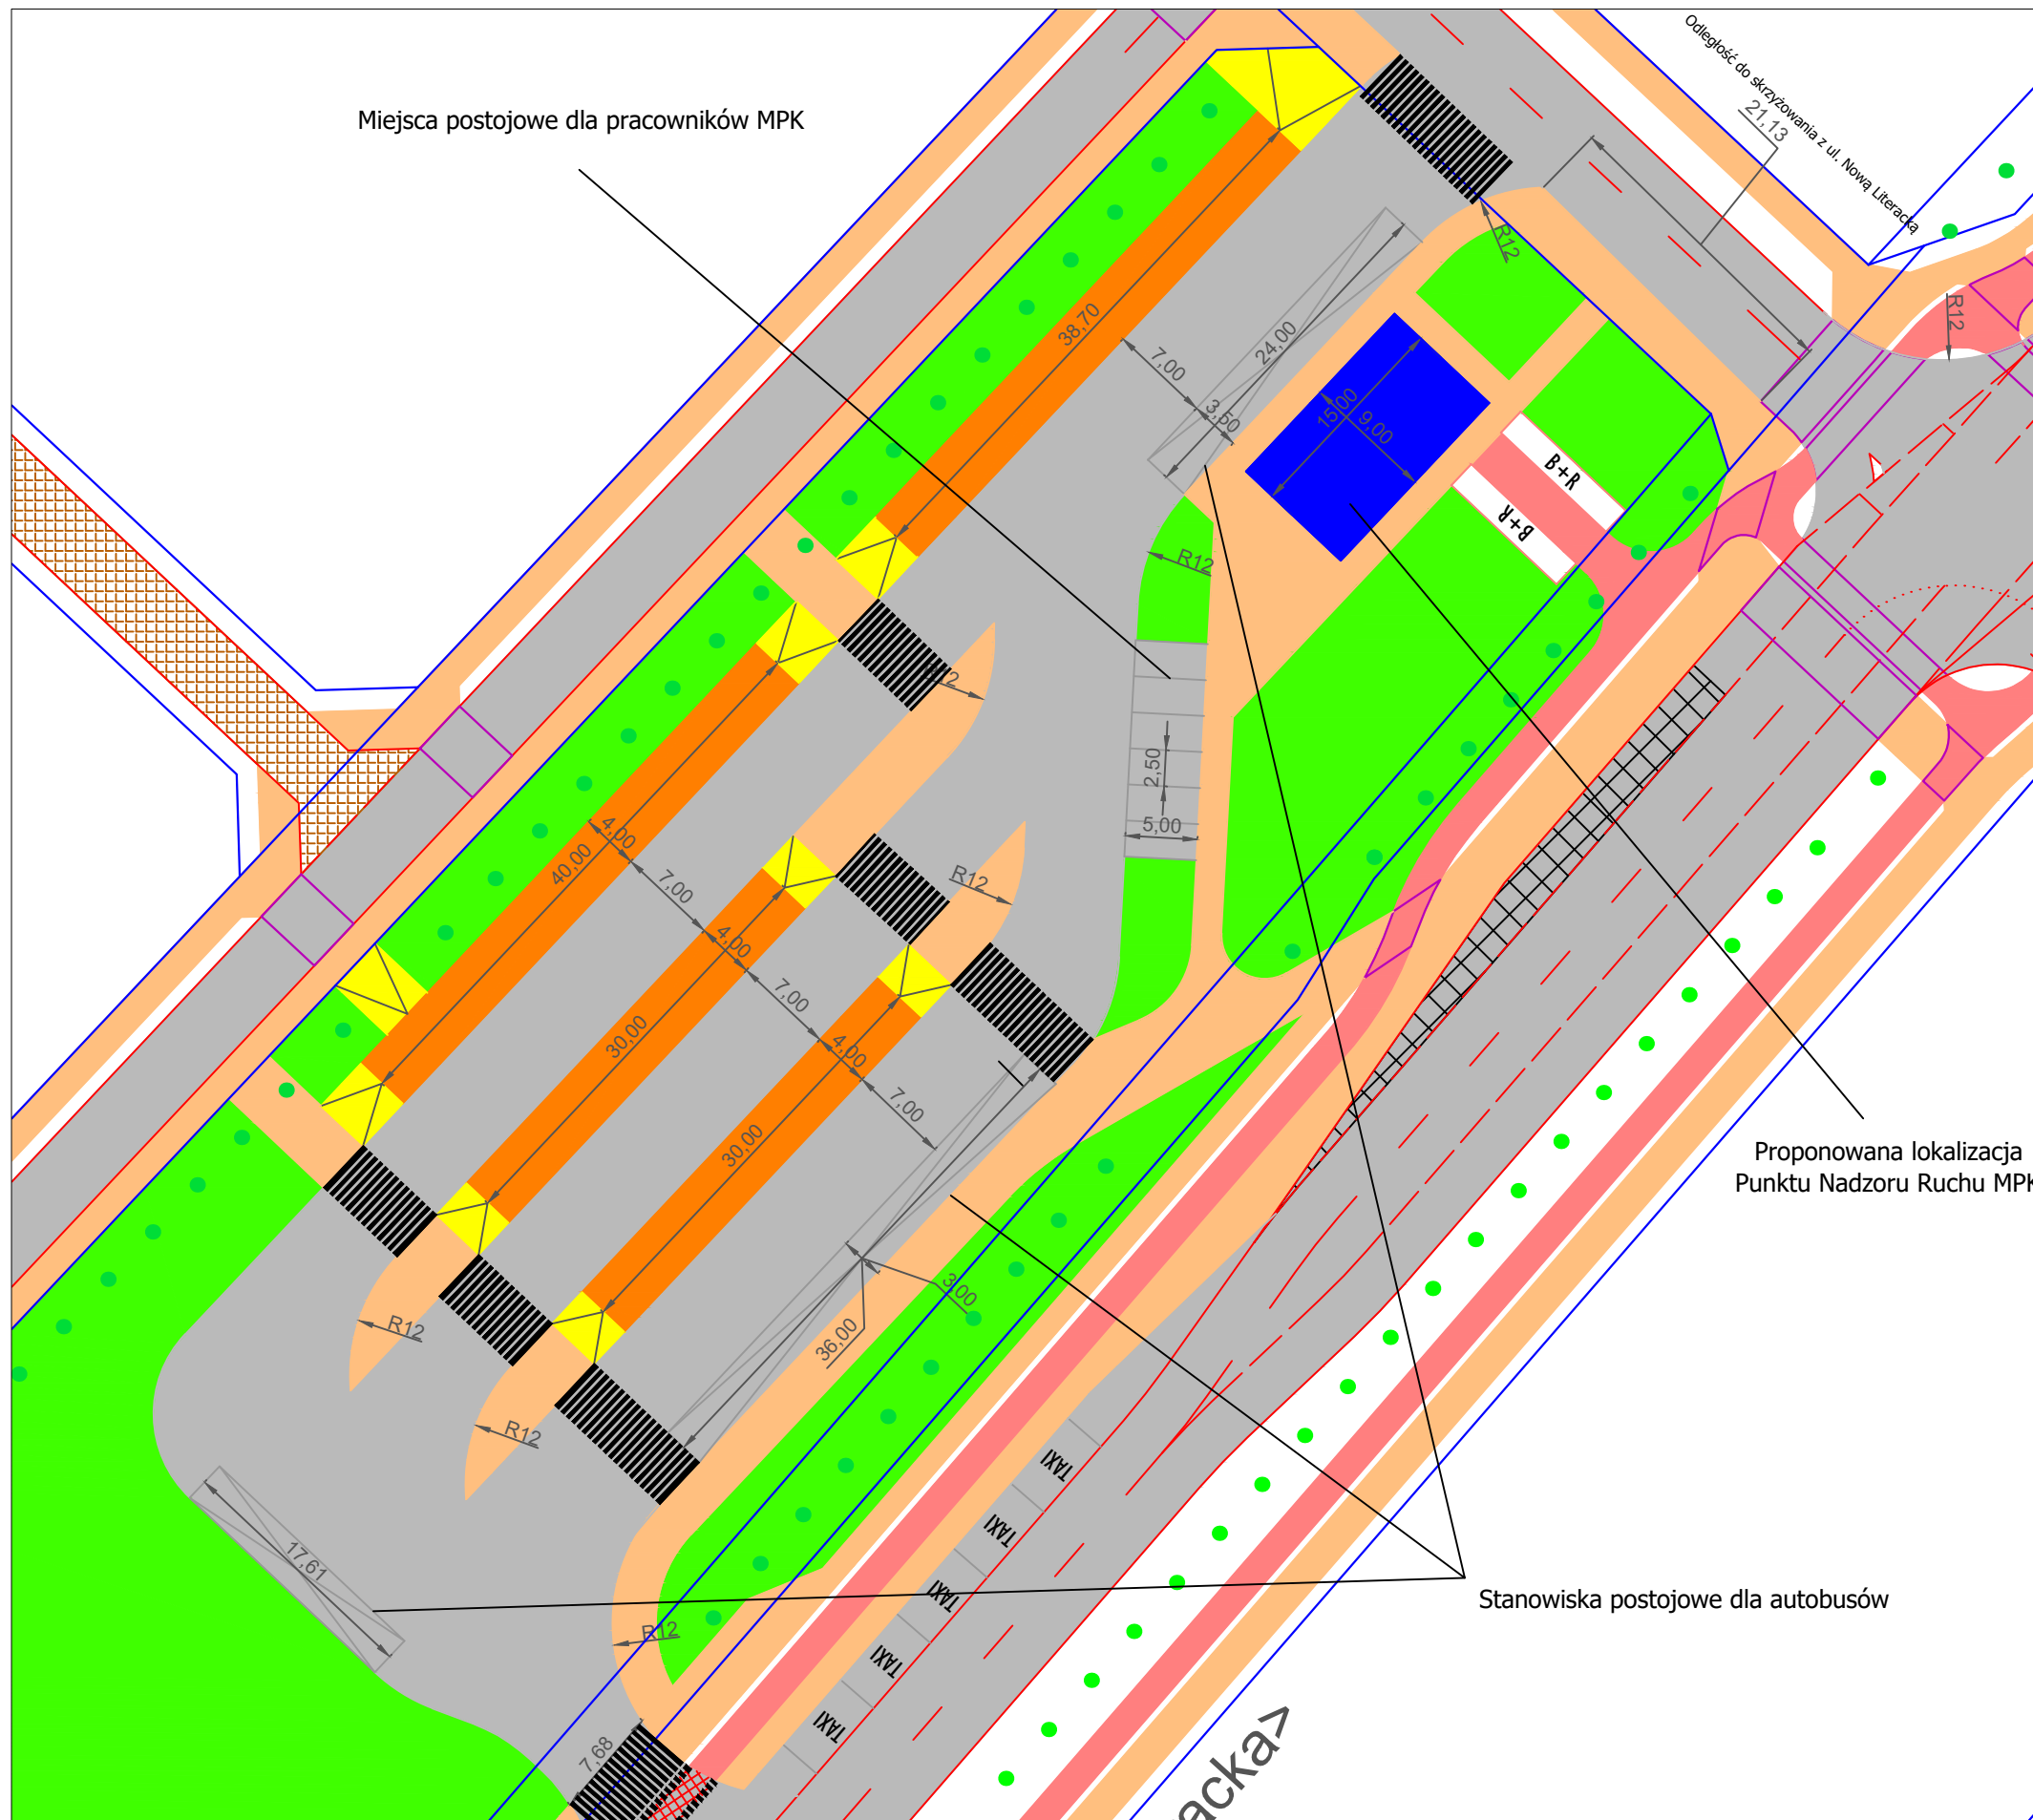 Odległość do skrzyżowania z ul. Nową Literacką
21,13
Miejsca postojowe dla pracowników MPK
R12
R12
38,70
24,00
7,00
3,50
15,00
9,00
B+R
B+R
R12
R12
2,50
5,00
4,00
40,00
7,00
R12
4,00
7,00
30,00
4,00
7,00
30,00
Proponowana lokalizacja
Punktu Nadzoru Ruchu MPK
3,00
36,00
R12
R12
TAXI
TAXI
TAXI
TAXI
TAXI
17,61
Stanowiska postojowe dla autobusów
R12
7,68
acka>